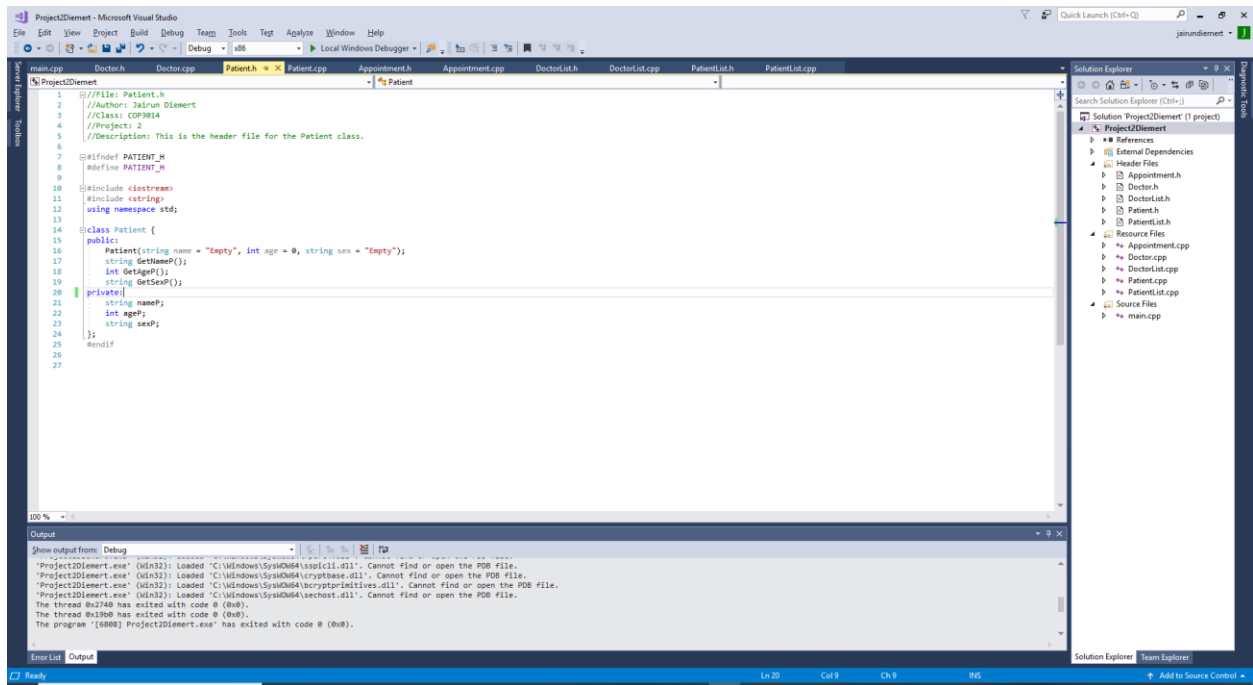 Project2Diemert - Microsoft Visual Studio
Quick Launch (Ctrl+Q)
File Edit View Project Build Debug Team Tools Test Analyze Window Help
jairundiemert J
Debug x86 Local Windows Debugger
Server Explorer
Toolbox
main.cpp Doctor.h Doctor.cpp Patient.h Patient.cpp Appointment.h Appointment.cpp DoctorList.h DoctorList.cpp PatientList.h PatientList.cpp
Project2Diemert Patient
1 //File: Patient.h
2 //Author: Jairun Diemert
3 //Class: COP3014
4 //Project: 2
5 //Description: This is the header file for the Patient class.
6
7 #ifndef PATIENT_H
8 #define PATIENT_H
9
10 #include <iostream>
11 #include <string>
12 using namespace std;
13
14 class Patient {
15 public:
16 Patient(string name = "Empty", int age = 0, string sex = "Empty");
17 string GetNameP();
18 int GetAgeP();
19 string GetSexP();
20 private:
21 string nameP;
22 int ageP;
23 string sexP;
24 };
25 #endif
26
27
100 %
Output
Show output from: Debug
'Project2Diemert.exe' (Win32): Loaded 'C:\Windows\SysWOW64\sspicli.dll'. Cannot find or open the PDB file.
'Project2Diemert.exe' (Win32): Loaded 'C:\Windows\SysWOW64\cryptbase.dll'. Cannot find or open the PDB file.
'Project2Diemert.exe' (Win32): Loaded 'C:\Windows\SysWOW64\bcryptprimitives.dll'. Cannot find or open the PDB file.
'Project2Diemert.exe' (Win32): Loaded 'C:\Windows\SysWOW64\sechost.dll'. Cannot find or open the PDB file.
The thread 0x2740 has exited with code 0 (0x0).
The thread 0x19b0 has exited with code 0 (0x0).
The program '[6808] Project2Diemert.exe' has exited with code 0 (0x0).
Error List Output
Solution Explorer
Search Solution Explorer (Ctrl+;)
Solution 'Project2Diemert' (1 project)
Project2Diemert
References
External Dependencies
Header Files
Appointment.h
Doctor.h
DoctorList.h
Patient.h
PatientList.h
Resource Files
Appointment.cpp
Doctor.cpp
DoctorList.cpp
Patient.cpp
PatientList.cpp
Source Files
main.cpp
Solution Explorer Team Explorer
Diagnostic Tools
Ready Ln 20 Col 9 Ch 9 INS Add to Source Control